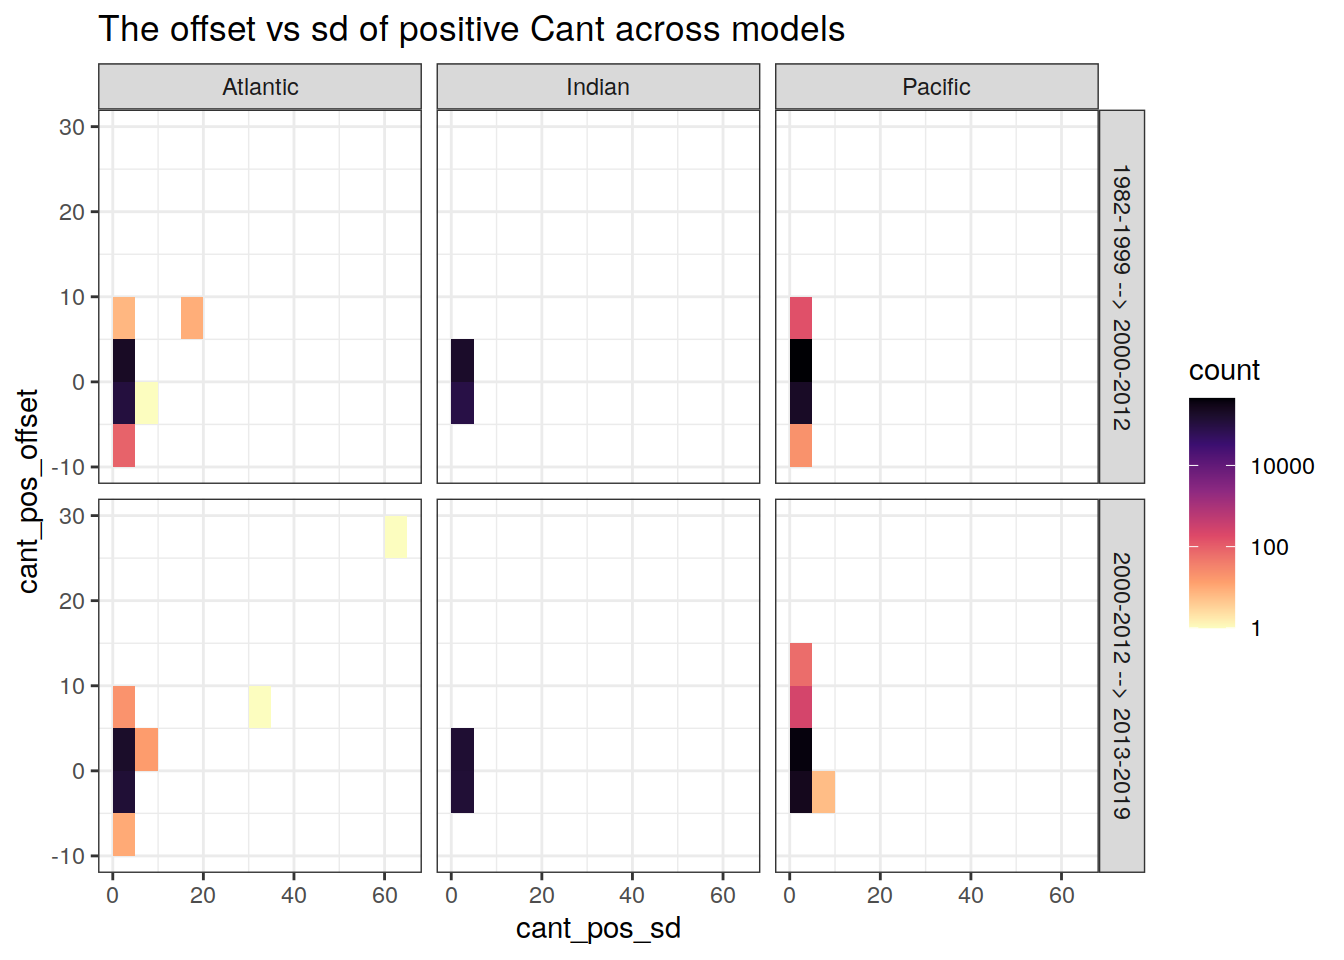 The offset vs sd of positive Cant across models
Atlantic
Indian
Pacific
30
20
10
0
-10
1982-1999 --> 2000-2012
30
20
10
0
-10
2000-2012 --> 2013-2019
cant_pos_offset
0 20 40 60
0 20 40 60
0 20 40 60
cant_pos_sd
count
10000
100
1